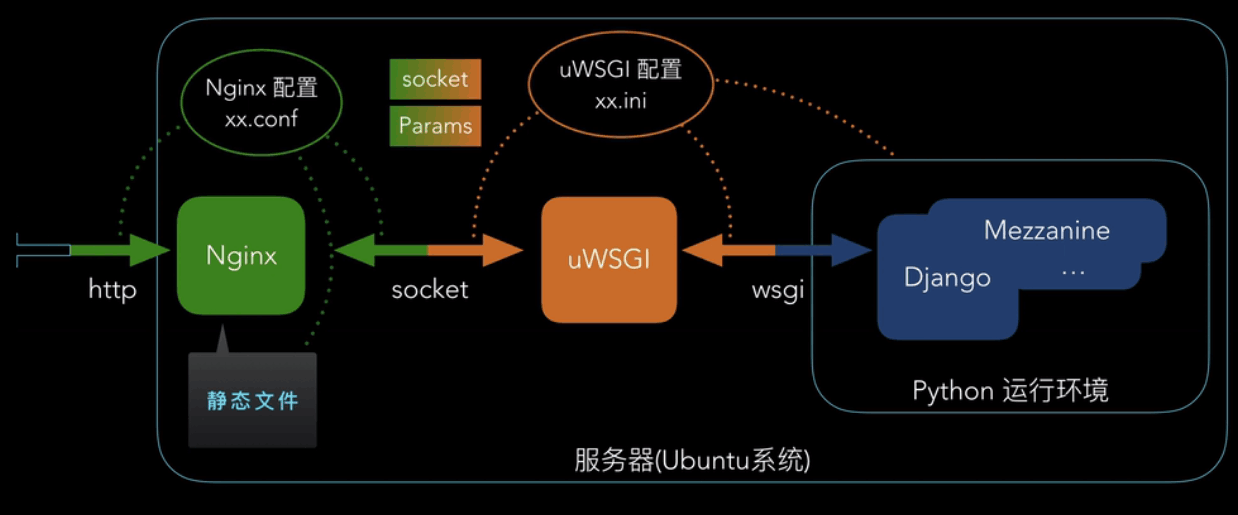 Nginx 配置
xx.conf
socket
Params
uWSGI 配置
xx.ini
http
Nginx
socket
uWSGI
wsgi
Mezzanine
...
Django
静态文件
Python 运行环境
服务器(Ubuntu系统)